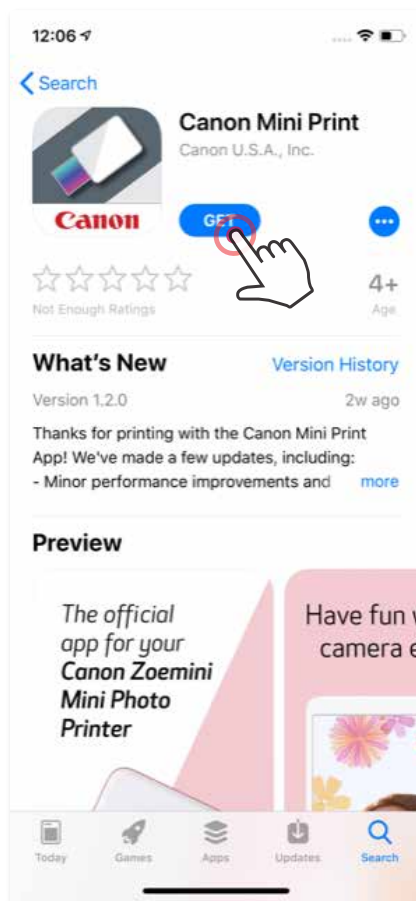 12:06
Search
Canon Mini Print
Canon U.S.A., Inc.
Canon
GET
4+
Not Enough Ratings
Age
What's New
Version History
Version 1.2.0
2w ago
Thanks for printing with the Canon Mini Print
App! We've made a few updates, including:
- Minor performance improvements and more
Preview
The official
app for your
Canon Zoemini
Mini Photo
Printer
Have fun
camera e
Today
Games
Apps
Updates
Search